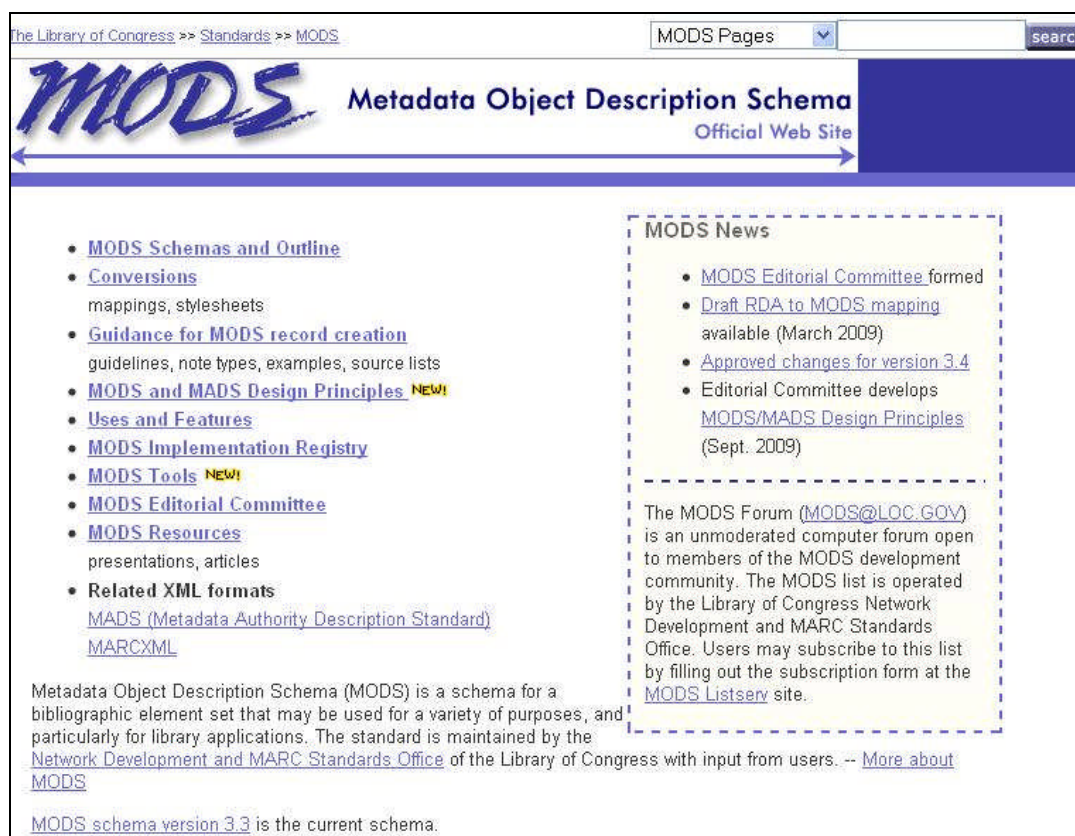 The Library of Congress >> Standards >> MODS
MODS Pages
searc
MODS
Metadata Object Description Schema
Official Web Site
• MODS Schemas and Outline
• Conversions
mappings, stylesheets
• Guidance for MODS record creation
guidelines, note types, examples, source lists
• MODS and MADS Design Principles NEW!
• Uses and Features
• MODS Implementation Registry
• MODS Tools NEW!
• MODS Editorial Committee
• MODS Resources
presentations, articles
• Related XML formats
MADS (Metadata Authority Description Standard)
MARCXML
MODS News
• MODS Editorial Committee formed
• Draft RDA to MODS mapping
available (March 2009)
• Approved changes for version 3.4
• Editorial Committee develops
MODS/MADS Design Principles
(Sept. 2009)
The MODS Forum (MODS@LOC.GOV)
is an unmoderated computer forum open
to members of the MODS development
community. The MODS list is operated
by the Library of Congress Network
Development and MARC Standards
Office. Users may subscribe to this list
by filling out the subscription form at the
MODS Listserv site.
Metadata Object Description Schema (MODS) is a schema for a
bibliographic element set that may be used for a variety of purposes, and
particularly for library applications. The standard is maintained by the
Network Development and MARC Standards Office of the Library of Congress with input from users. -- More about
MODS
MODS schema version 3.3 is the current schema.